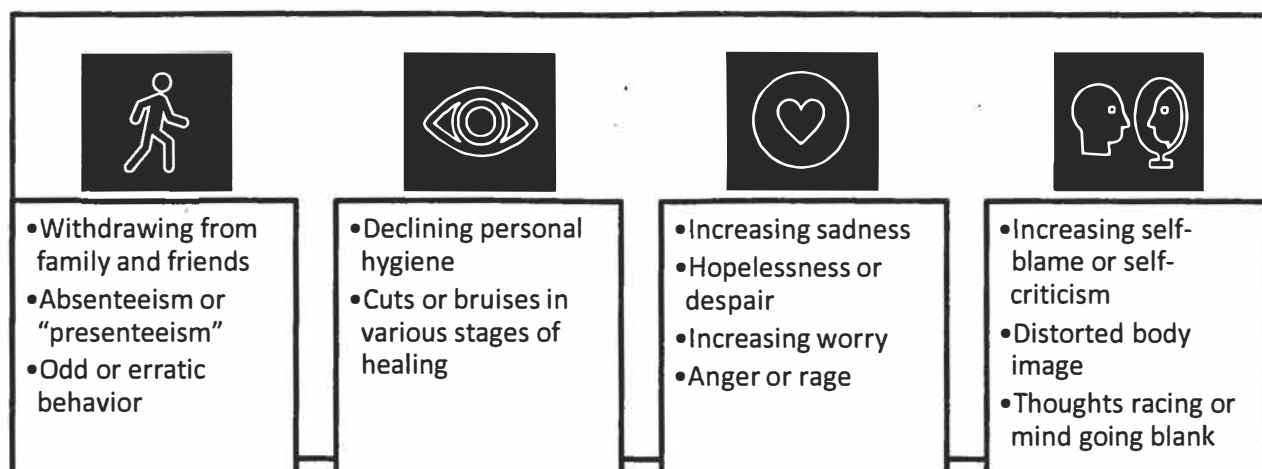 •Withdrawing from
family and friends
•Absenteeism or
“presenteeism”
•Odd or erratic
behavior
•Declining personal
hygiene
•Cuts or bruises in
various stages of
healing
•Increasing sadness
•Hopelessness or
despair
•Increasing worry
•Anger or rage
•Increasing self-
blame or self-
criticism
•Distorted body
image
•Thoughts racing or
mind going blank